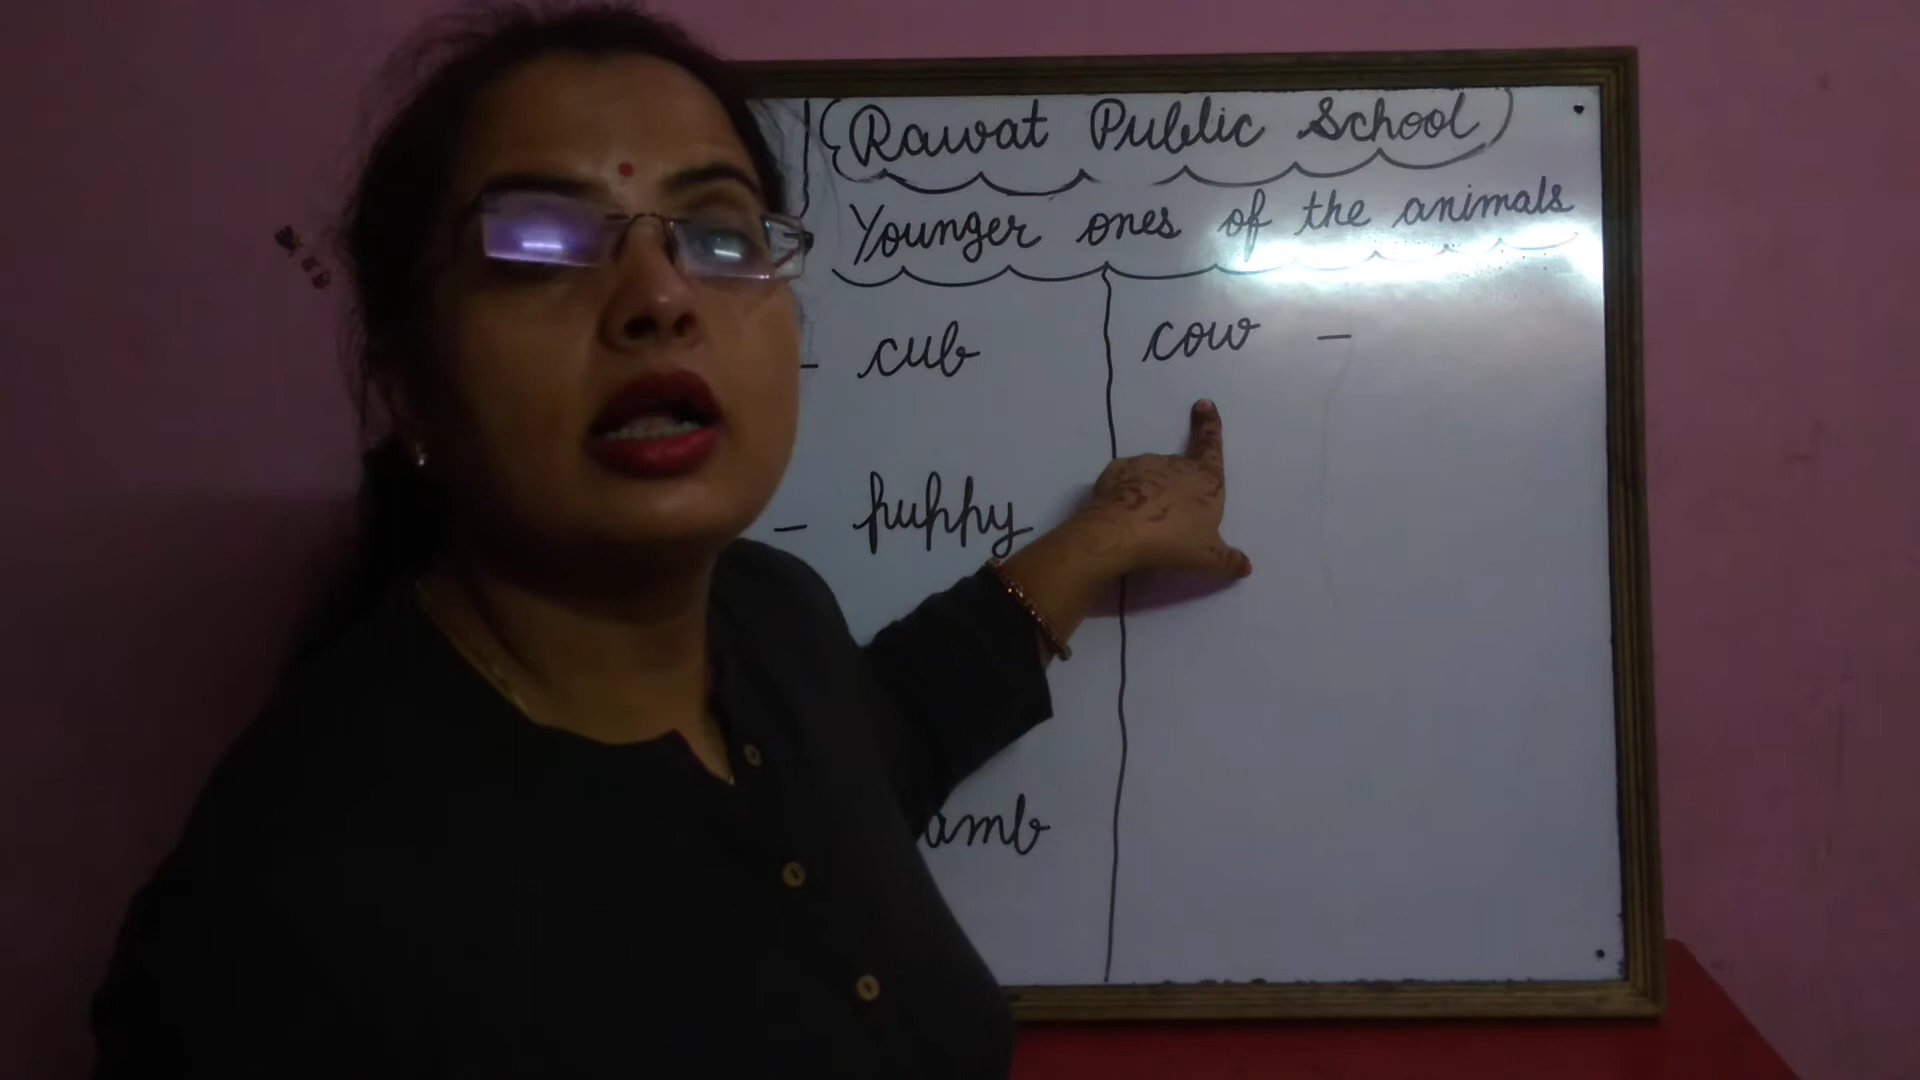 Rawat Public School
Younger ones of the animals
- cub
cow -
- puppy
amb